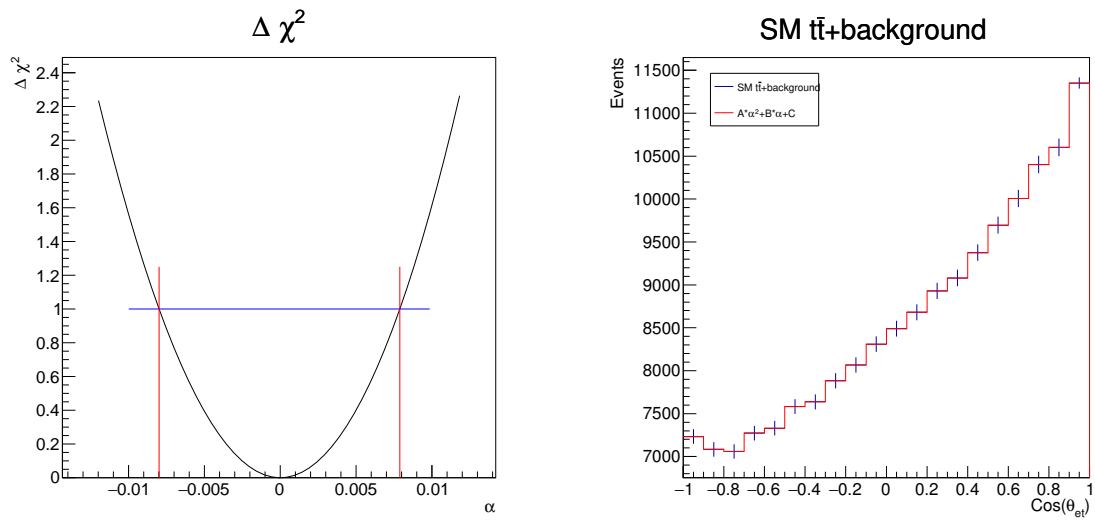 Δ χ²
Δ χ²
2.4
2.2
2
1.8
1.6
1.4
1.2
1
0.8
0.6
0.4
0.2
0
−0.01 −0.005 0 0.005 0.01
α
SM tt̄+background
Events
SM tt̄+background
A*α²+B*α+C
11500
11000
10500
10000
9500
9000
8500
8000
7500
7000
−1 −0.8 −0.6 −0.4 −0.2 0 0.2 0.4 0.6 0.8 1
Cos(θet)